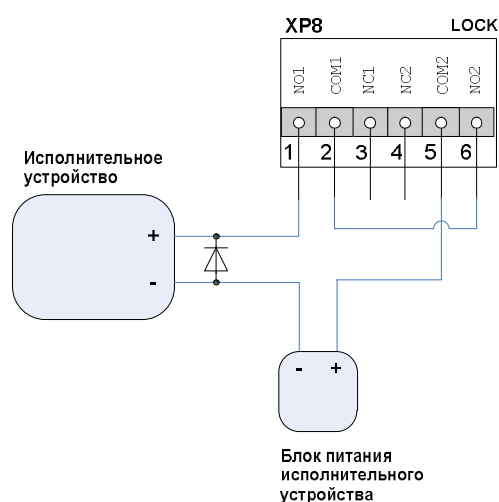 XP8 LOCK
NO1 COM1 NC1 NC2 COM2 NO2
1 2 3 4 5 6
Исполнительное
устройство
+
-
- +
Блок питания
исполнительного
устройства